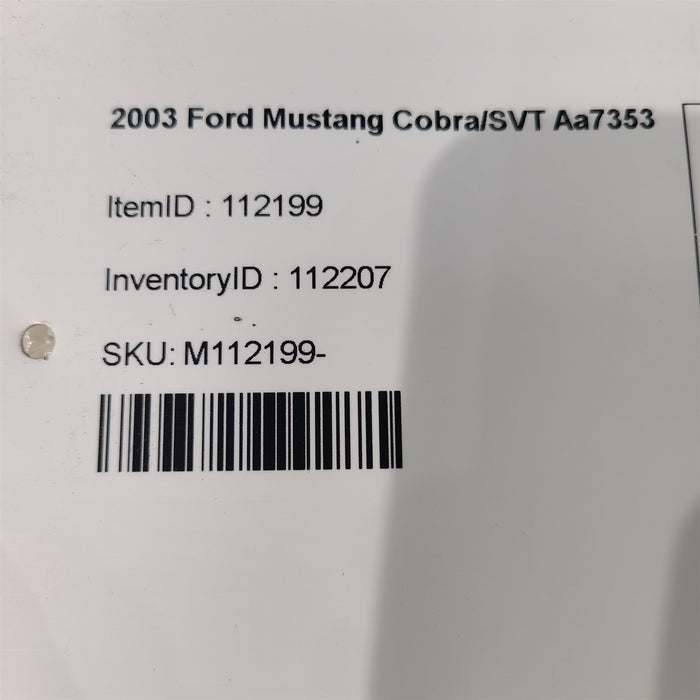 2003 Ford Mustang Cobra/SVT Aa7353
ItemID : 112199
InventoryID : 112207
SKU: M112199-